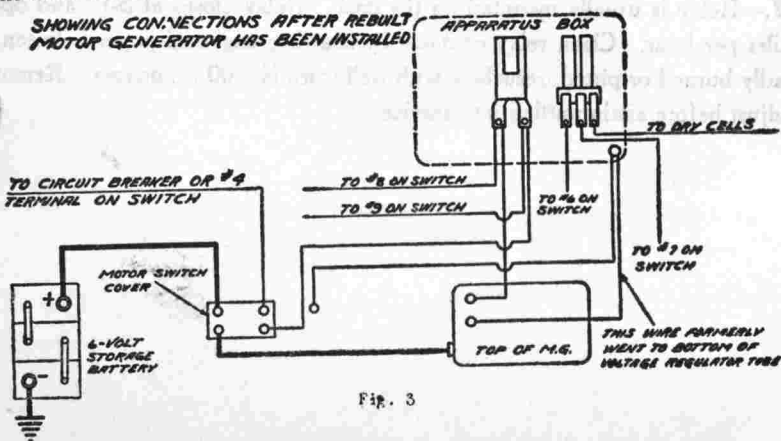 SHOWING CONNECTIONS AFTER REBUILT
MOTOR GENERATOR HAS BEEN INSTALLED
APPARATUS BOX
TO DRY CELLS
TO CIRCUIT BREAKER OR #4
TERMINAL ON SWITCH
TO #8 ON SWITCH
TO #9 ON SWITCH
TO #6 ON
SWITCH
TO #7 ON
SWITCH
MOTOR SWITCH
COVER
+
6-VOLT
STORAGE
BATTERY
-
TOP OF M.G.
THIS WIRE FORMERLY
WENT TO BOTTOM OF
VOLTAGE REGULATOR TUBE
Fig. 3